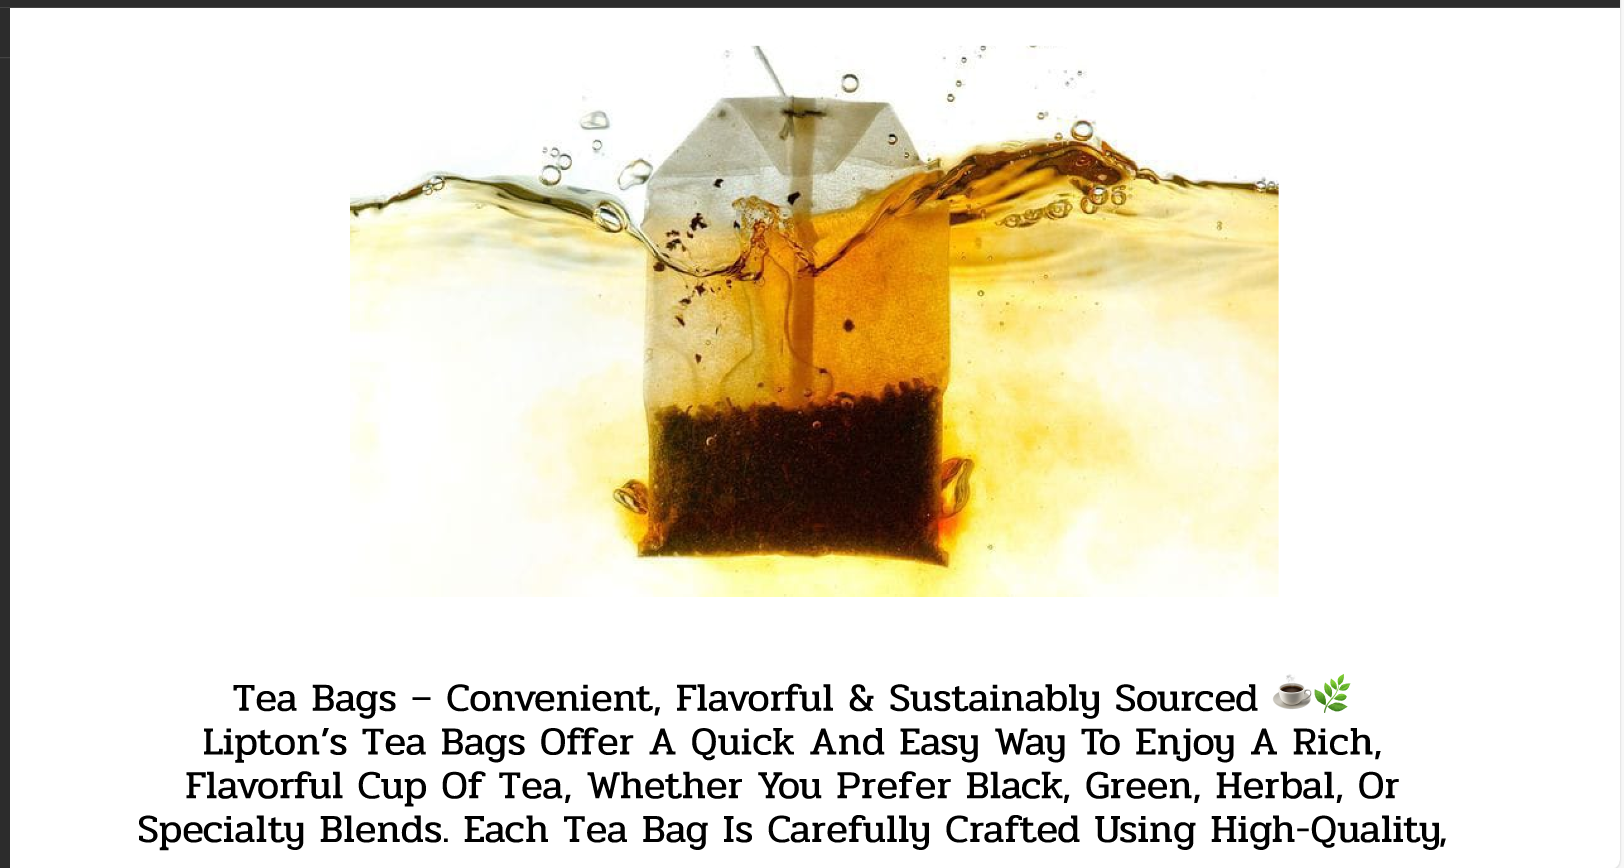 Tea Bags – Convenient, Flavorful & Sustainably Sourced ☕🌿
Lipton's Tea Bags Offer A Quick And Easy Way To Enjoy A Rich,
Flavorful Cup Of Tea, Whether You Prefer Black, Green, Herbal, Or
Specialty Blends. Each Tea Bag Is Carefully Crafted Using High-Quality,